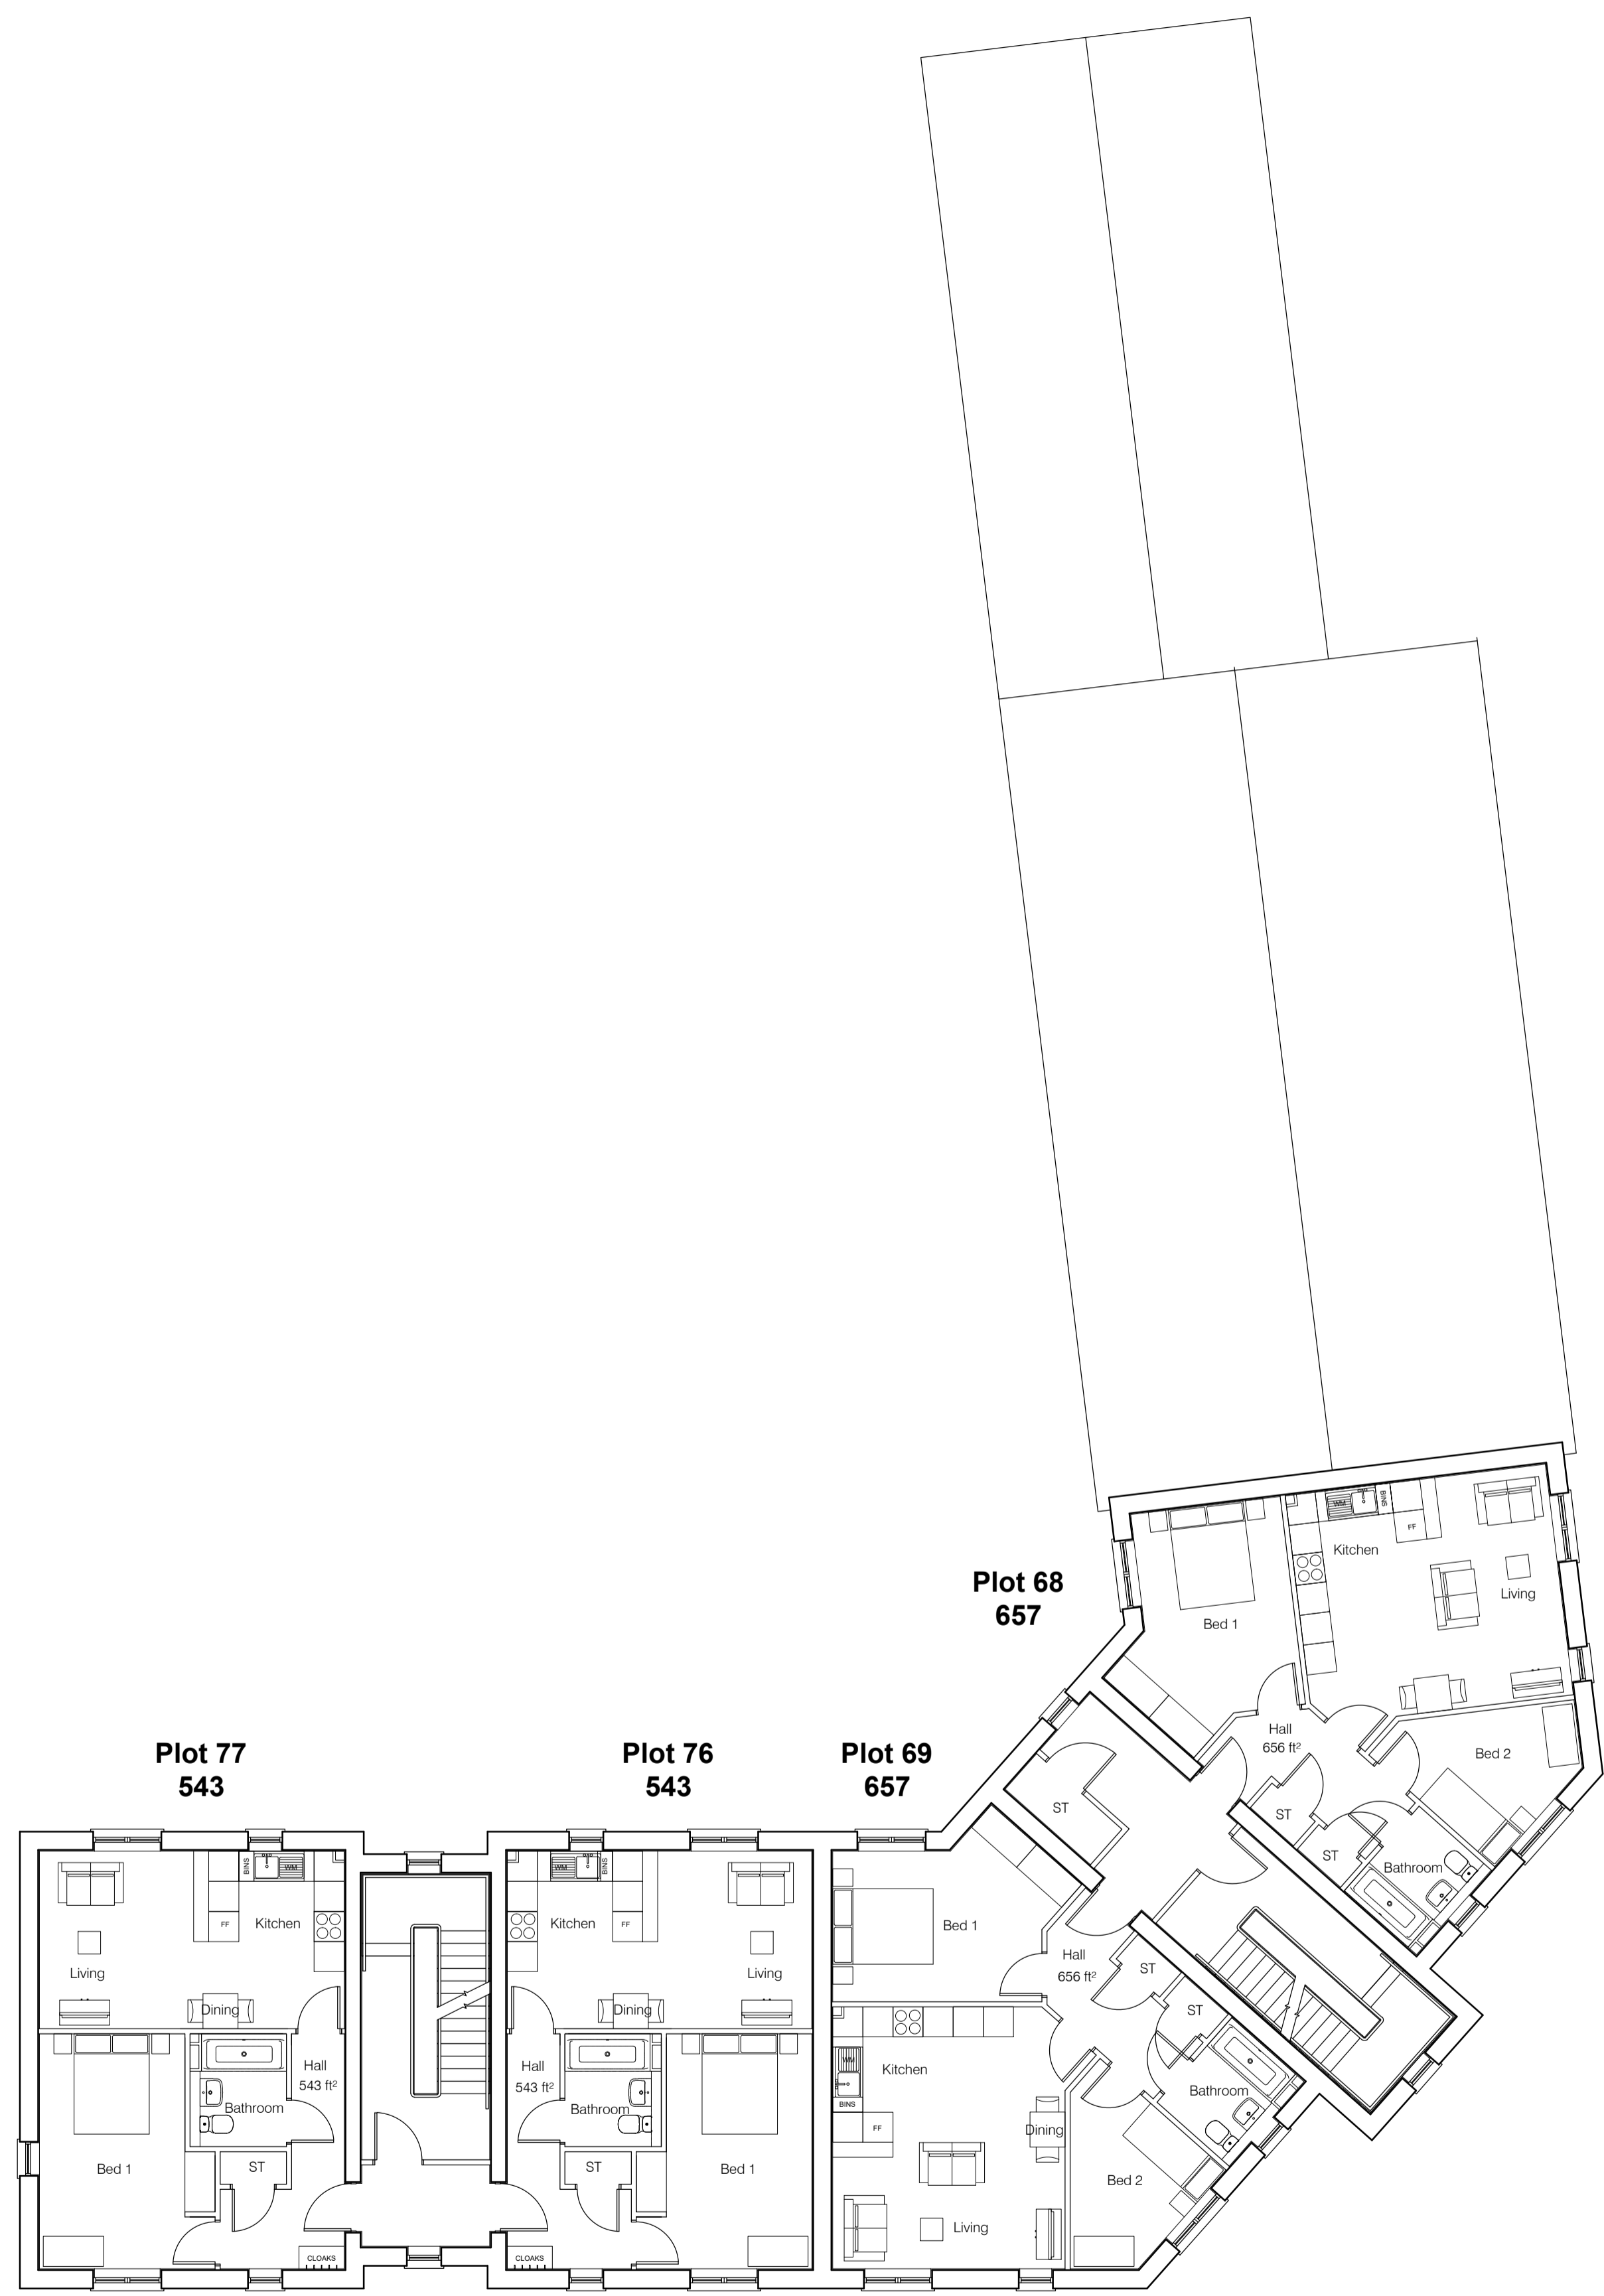 Plot 68
657
BINS
WM
FF
Kitchen
Living
Bed 1
Hall
656 ft²
Bed 2
ST
ST
Bathroom
ST
Plot 77
543
BINS
WM
FF
Kitchen
Living
Dining
Hall
543 ft²
Bathroom
Bed 1
ST
CLOAKS
Plot 76
543
WM
BINS
Kitchen
FF
Living
Dining
Hall
543 ft²
Bathroom
ST
Bed 1
CLOAKS
Plot 69
657
Bed 1
Hall
656 ft²
ST
ST
WM
Kitchen
BINS
FF
Dining
Bathroom
Bed 2
Living